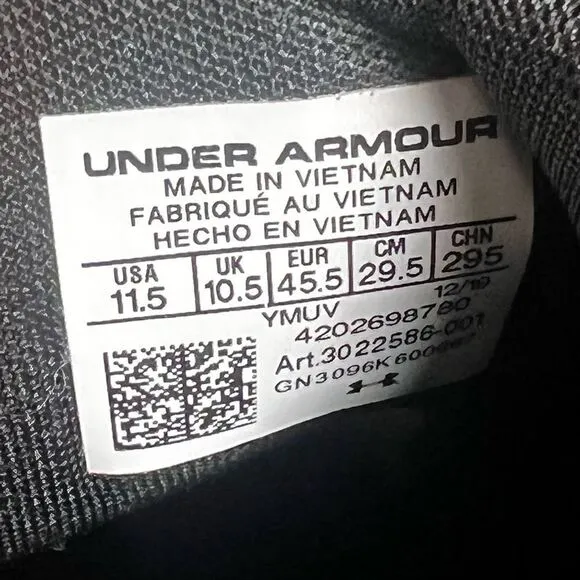 UNDER ARMOUR
MADE IN VIETNAM
FABRIQUÉ AU VIETNAM
HECHO EN VIETNAM
USA UK EUR CM CHN
11.5 10.5 45.5 29.5 295
YMUV 12/19
4202698780
Art.3022586-001